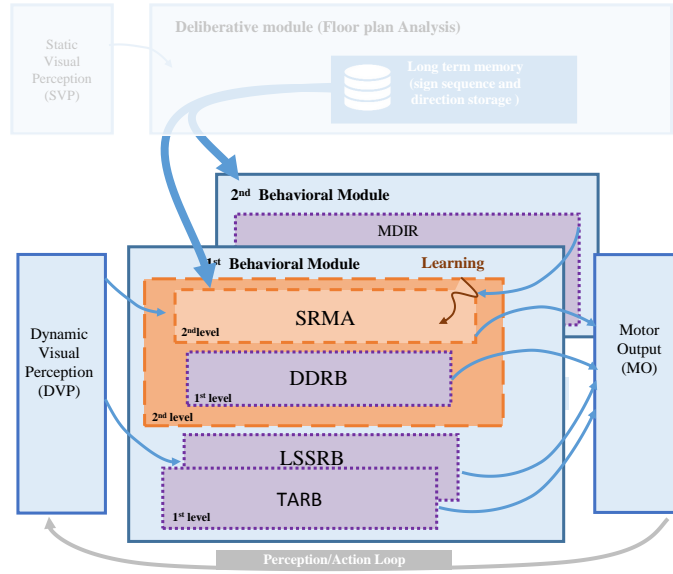 Static
Visual
Perception
(SVP)
Deliberative module (Floor plan Analysis)
Long term memory
(sign sequence and
direction storage )
2nd Behavioral Module
MDIR
1st Behavioral Module
Learning
SRMA
2nd level
DDRB
1st level
2nd level
LSSRB
TARB
1st level
Dynamic
Visual
Perception
(DVP)
Motor
Output
(MO)
Perception/Action Loop